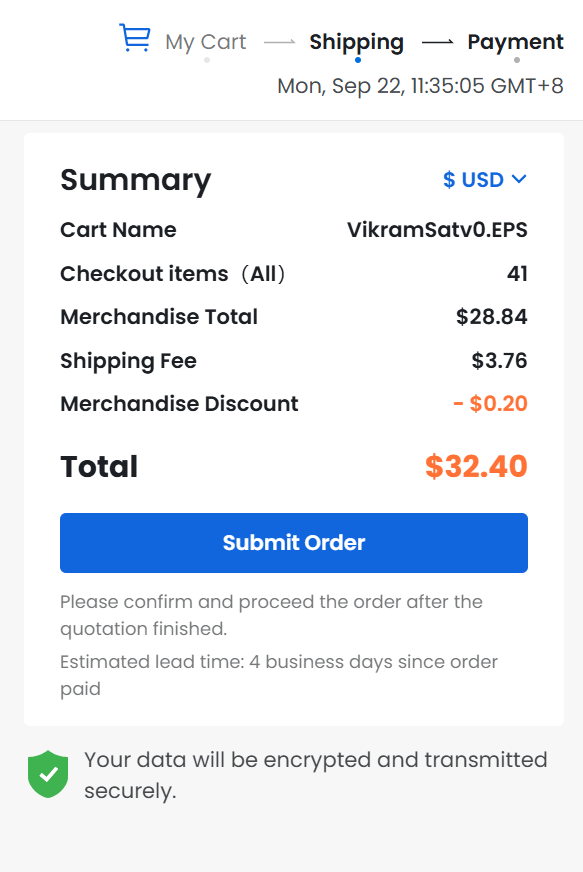 My Cart Shipping Payment
Mon, Sep 22, 11:35:05 GMT+8
Summary $ USD
Cart Name VikramSatv0.EPS
Checkout items（All） 41
Merchandise Total $28.84
Shipping Fee $3.76
Merchandise Discount - $0.20
Total $32.40
Submit Order
Please confirm and proceed the order after the
quotation finished.
Estimated lead time: 4 business days since order
paid
Your data will be encrypted and transmitted
securely.